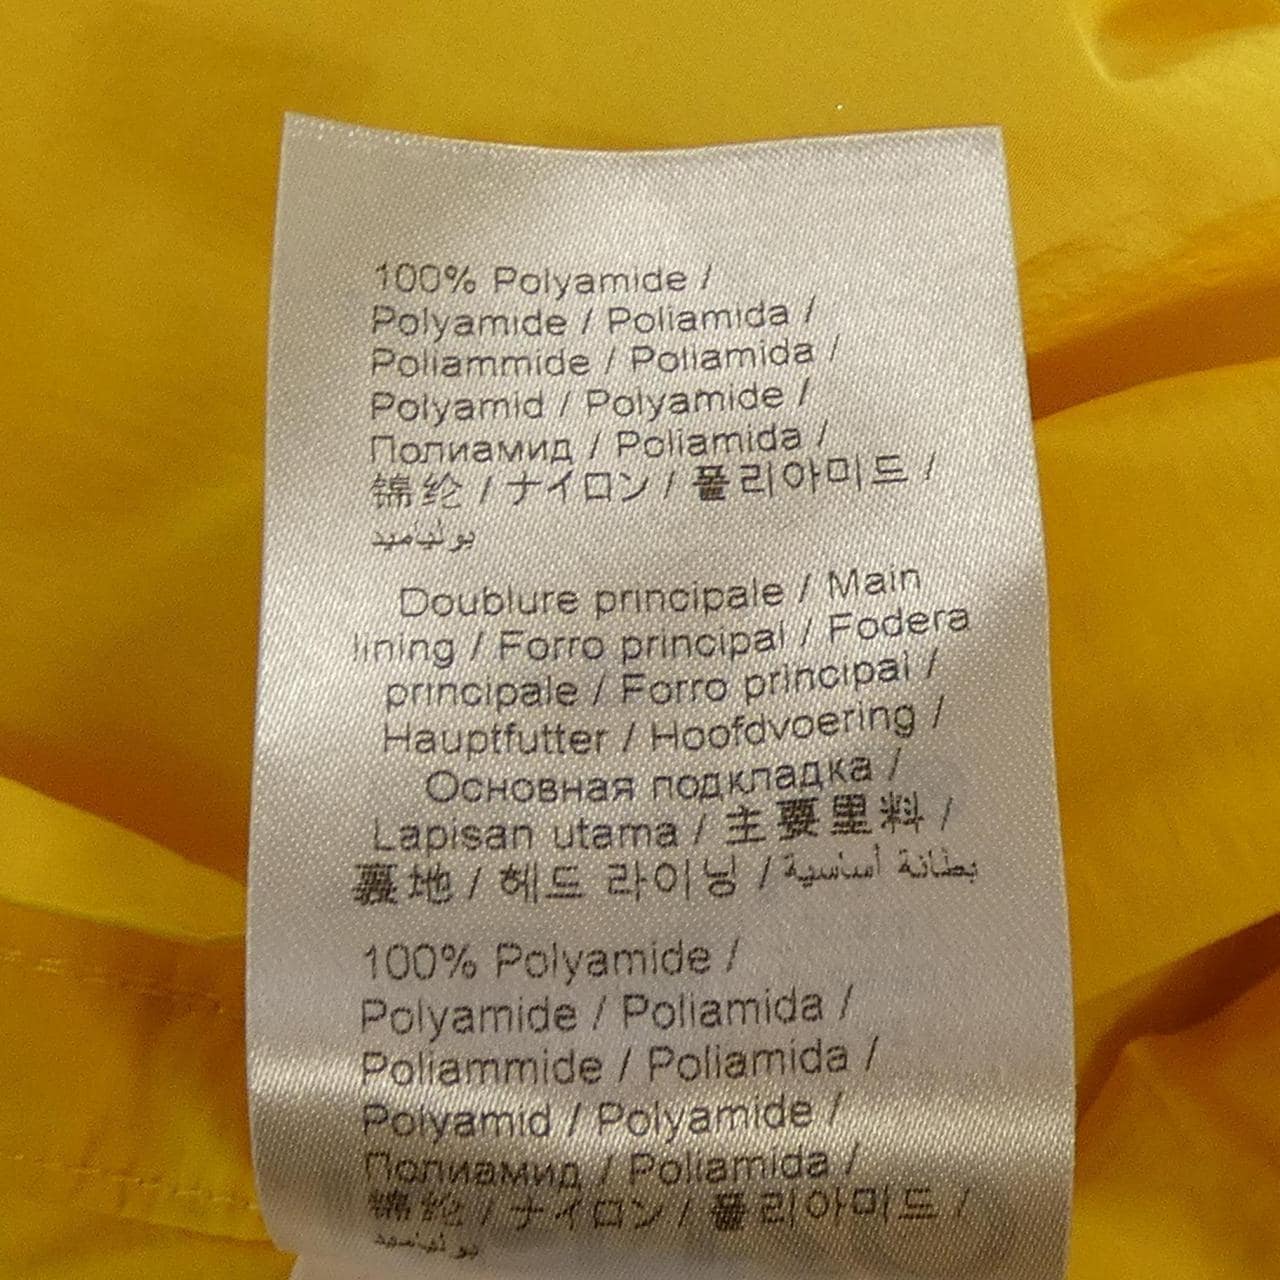 100% Polyamide /
Polyamide / Poliamida /
Poliammide / Poliamida /
Polyamid / Polyamide /
Полиамид / Poliamida /
锦纶 / ナイロン / 폴리아미드 /
بوليأميد
Doublure principale / Main
lining / Forro principal / Fodera
principale / Forro principal /
Hauptfutter / Hoofdvoering /
Основная подкладка /
Lapisan utama / 主要里料 /
裏地 / 헤드 라이닝 / بطانة أساسية
100% Polyamide /
Polyamide / Poliamida /
Poliammide / Poliamida /
Polyamid / Polyamide /
Полиамид / Poliamida /
锦纶 / ナイロン / 폴리아미드 /
بوليأميد